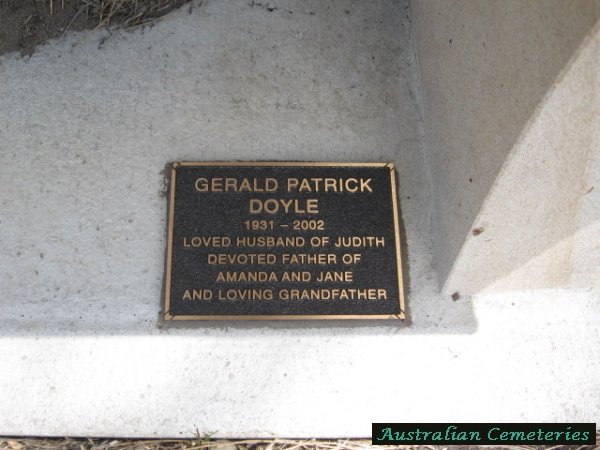 GERALD PATRICK
DOYLE
1931 – 2002
LOVED HUSBAND OF JUDITH
DEVOTED FATHER OF
AMANDA AND JANE
AND LOVING GRANDFATHER
Australian Cemeteries